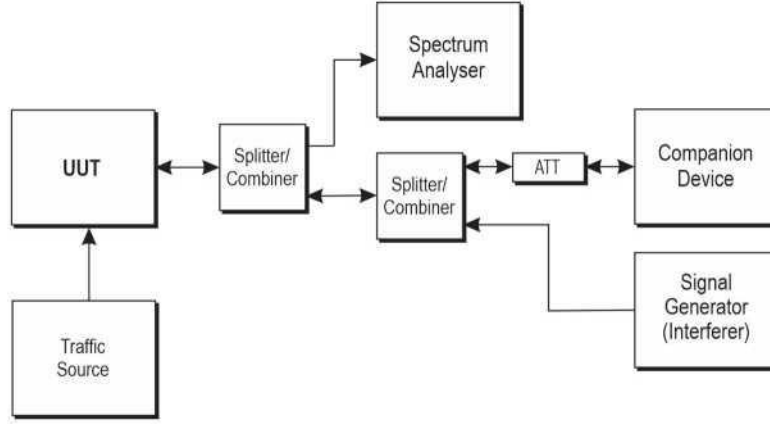 Spectrum
Analyser
UUT
Splitter/
Combiner
Splitter/
Combiner
ATT
Companion
Device
Traffic
Source
Signal
Generator
(Interferer)